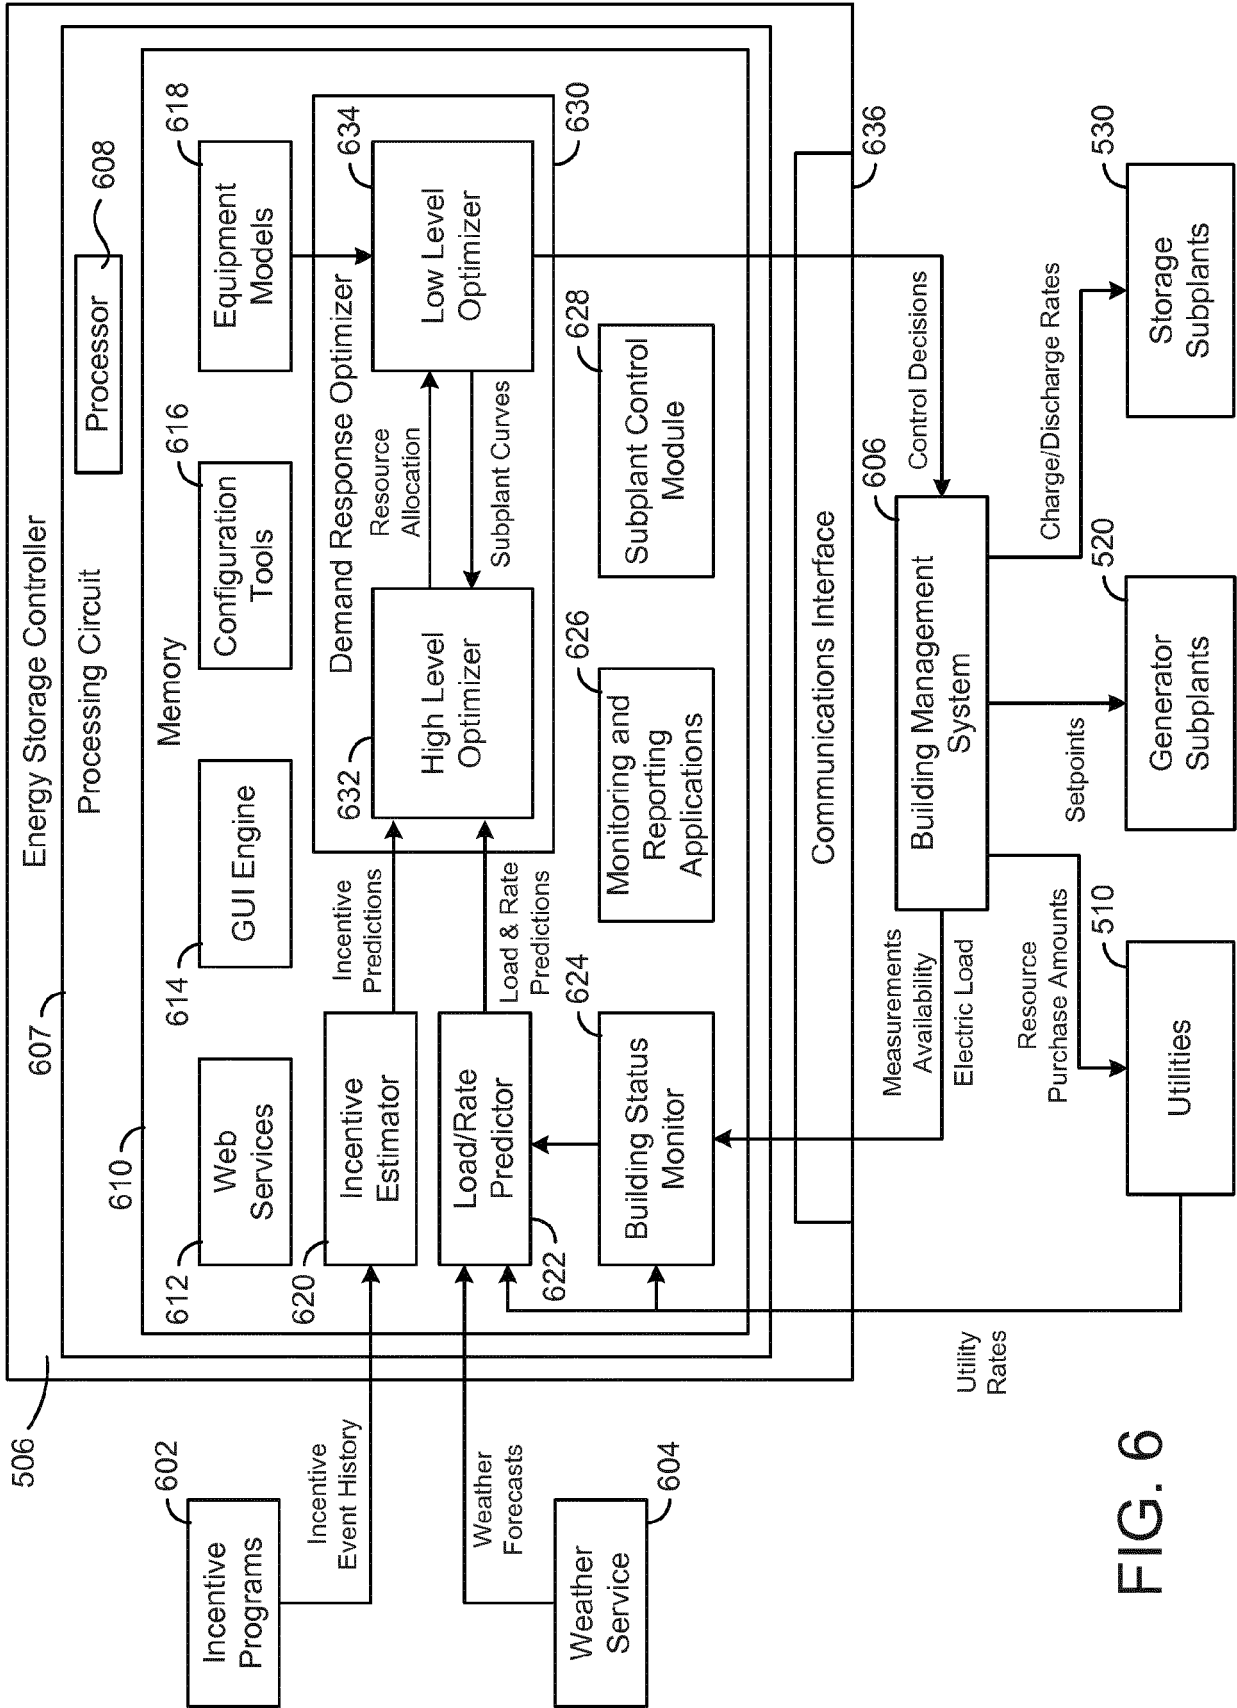 506
607
Energy Storage Controller
Processing Circuit
Processor
608
610
Memory
612
Web
Services
614
GUI Engine
616
Configuration
Tools
618
Equipment
Models
602
Incentive
Programs
Incentive
Event History
620
Incentive
Estimator
Incentive
Predictions
Demand Response Optimizer
630
632
High Level
Optimizer
Resource
Allocation
Subplant Curves
634
Low Level
Optimizer
Weather
Forecasts
604
Weather
Service
622
Load/Rate
Predictor
Load & Rate
Predictions
624
Building Status
Monitor
626
Monitoring and
Reporting
Applications
628
Subplant Control
Module
Communications Interface
636
Measurements
Availability
Electric Load
606
Building Management
System
Control Decisions
Utility
Rates
Resource
Purchase Amounts
Setpoints
Charge/Discharge Rates
510
Utilities
520
Generator
Subplants
530
Storage
Subplants
FIG. 6